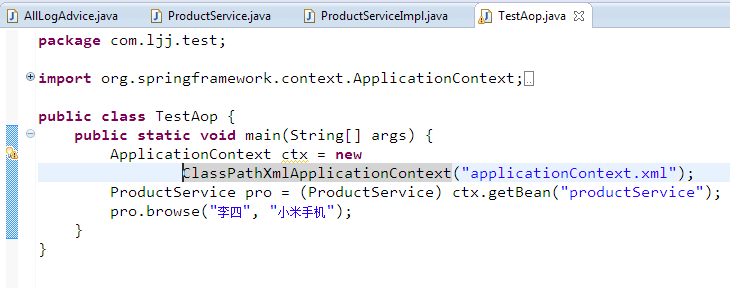 AllLogAdvice.java ProductService.java ProductServiceImpl.java TestAop.java
package com.ljj.test;
import org.springframework.context.ApplicationContext;
public class TestAop {
public static void main(String[] args) {
ApplicationContext ctx = new
ClassPathXmlApplicationContext("applicationContext.xml");
ProductService pro = (ProductService) ctx.getBean("productService");
pro.browse("李四", "小米手机");
}
}